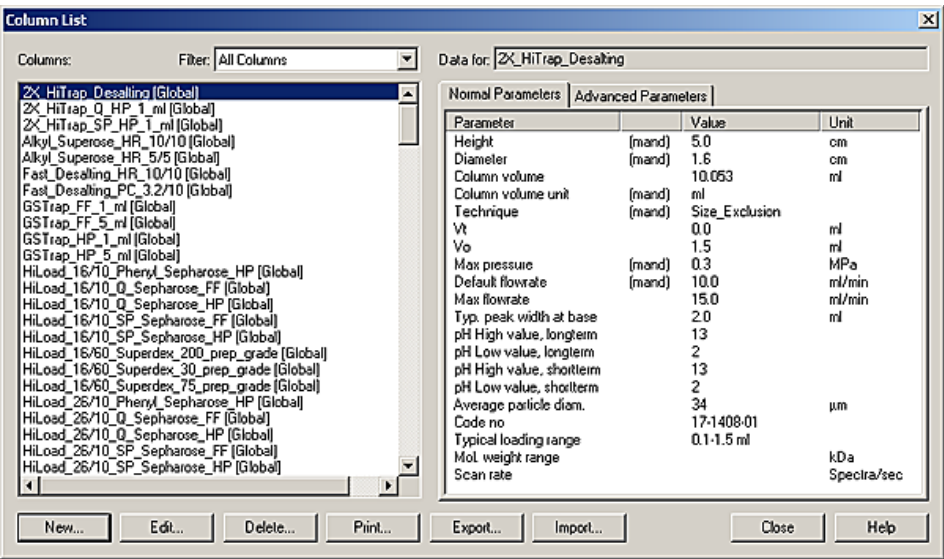 Column List
Columns: Filter: All Columns
2X_HiTrap_Desalting (Global)
2X_HiTrap_Q_HP_1_ml (Global)
2X_HiTrap_SP_HP_1_ml (Global)
Alkyl_Superose_HR_10/10 (Global)
Alkyl_Superose_HR_5/5 (Global)
Fast_Desalting_HR_10/10 (Global)
Fast_Desalting_PC_3.2/10 (Global)
GSTrap_FF_1_ml (Global)
GSTrap_FF_5_ml (Global)
GSTrap_HP_1_ml (Global)
GSTrap_HP_5_ml (Global)
HiLoad_16/10_Phenyl_Sepharose_HP (Global)
HiLoad_16/10_Q_Sepharose_FF (Global)
HiLoad_16/10_Q_Sepharose_HP (Global)
HiLoad_16/10_SP_Sepharose_FF (Global)
HiLoad_16/10_SP_Sepharose_HP (Global)
HiLoad_16/60_Superdex_200_prep_grade (Global)
HiLoad_16/60_Superdex_30_prep_grade (Global)
HiLoad_16/60_Superdex_75_prep_grade (Global)
HiLoad_26/10_Phenyl_Sepharose_HP (Global)
HiLoad_26/10_Q_Sepharose_FF (Global)
HiLoad_26/10_Q_Sepharose_HP (Global)
HiLoad_26/10_SP_Sepharose_FF (Global)
HiLoad_26/10_SP_Sepharose_HP (Global)
Data for: 2X_HiTrap_Desalting
Normal Parameters Advanced Parameters
Parameter Value Unit
Height (mand) 5.0 cm
Diameter (mand) 1.6 cm
Column volume 10.053 ml
Column volume unit (mand) ml
Technique (mand) Size_Exclusion
Vt 0.0 ml
Vo 1.5 ml
Max pressure (mand) 0.3 MPa
Default flowrate (mand) 10.0 ml/min
Max flowrate 15.0 ml/min
Typ. peak width at base 2.0 ml
pH High value, longterm 13
pH Low value, longterm 2
pH High value, shortterm 13
pH Low value, shortterm 2
Average particle diam. 34 µm
Code no 17-1408-01
Typical loading range 0.1-1.5 ml
Mol. weight range kDa
Scan rate Spectra/sec
New... Edit... Delete... Print... Export... Import... Close Help